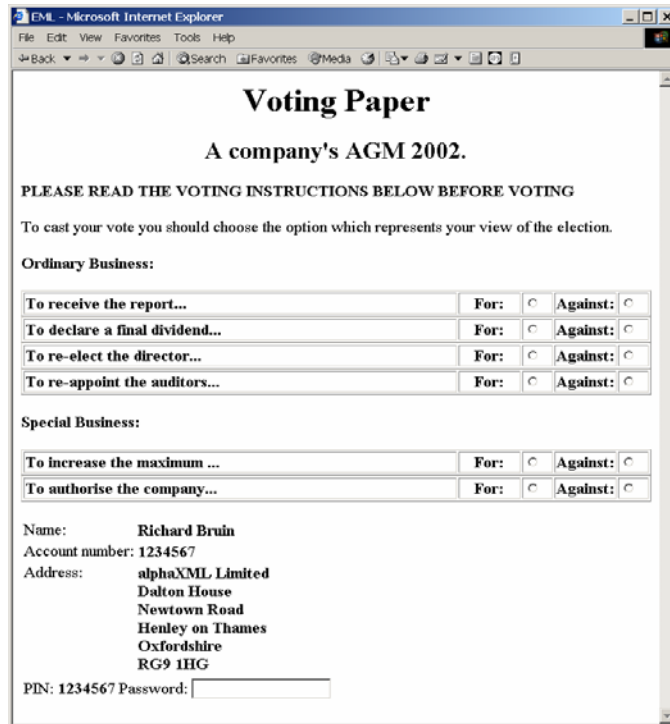 EML - Microsoft Internet Explorer
File Edit View Favorites Tools Help
Back Search Favorites Media
Voting Paper
A company's AGM 2002.
PLEASE READ THE VOTING INSTRUCTIONS BELOW BEFORE VOTING
To cast your vote you should choose the option which represents your view of the election.
Ordinary Business:
To receive the report... For: Against:
To declare a final dividend... For: Against:
To re-elect the director... For: Against:
To re-appoint the auditors... For: Against:
Special Business:
To increase the maximum ... For: Against:
To authorise the company... For: Against:
Name: Richard Bruin
Account number: 1234567
Address: alphaXML Limited
Dalton House
Newtown Road
Henley on Thames
Oxfordshire
RG9 1HG
PIN: 1234567 Password: